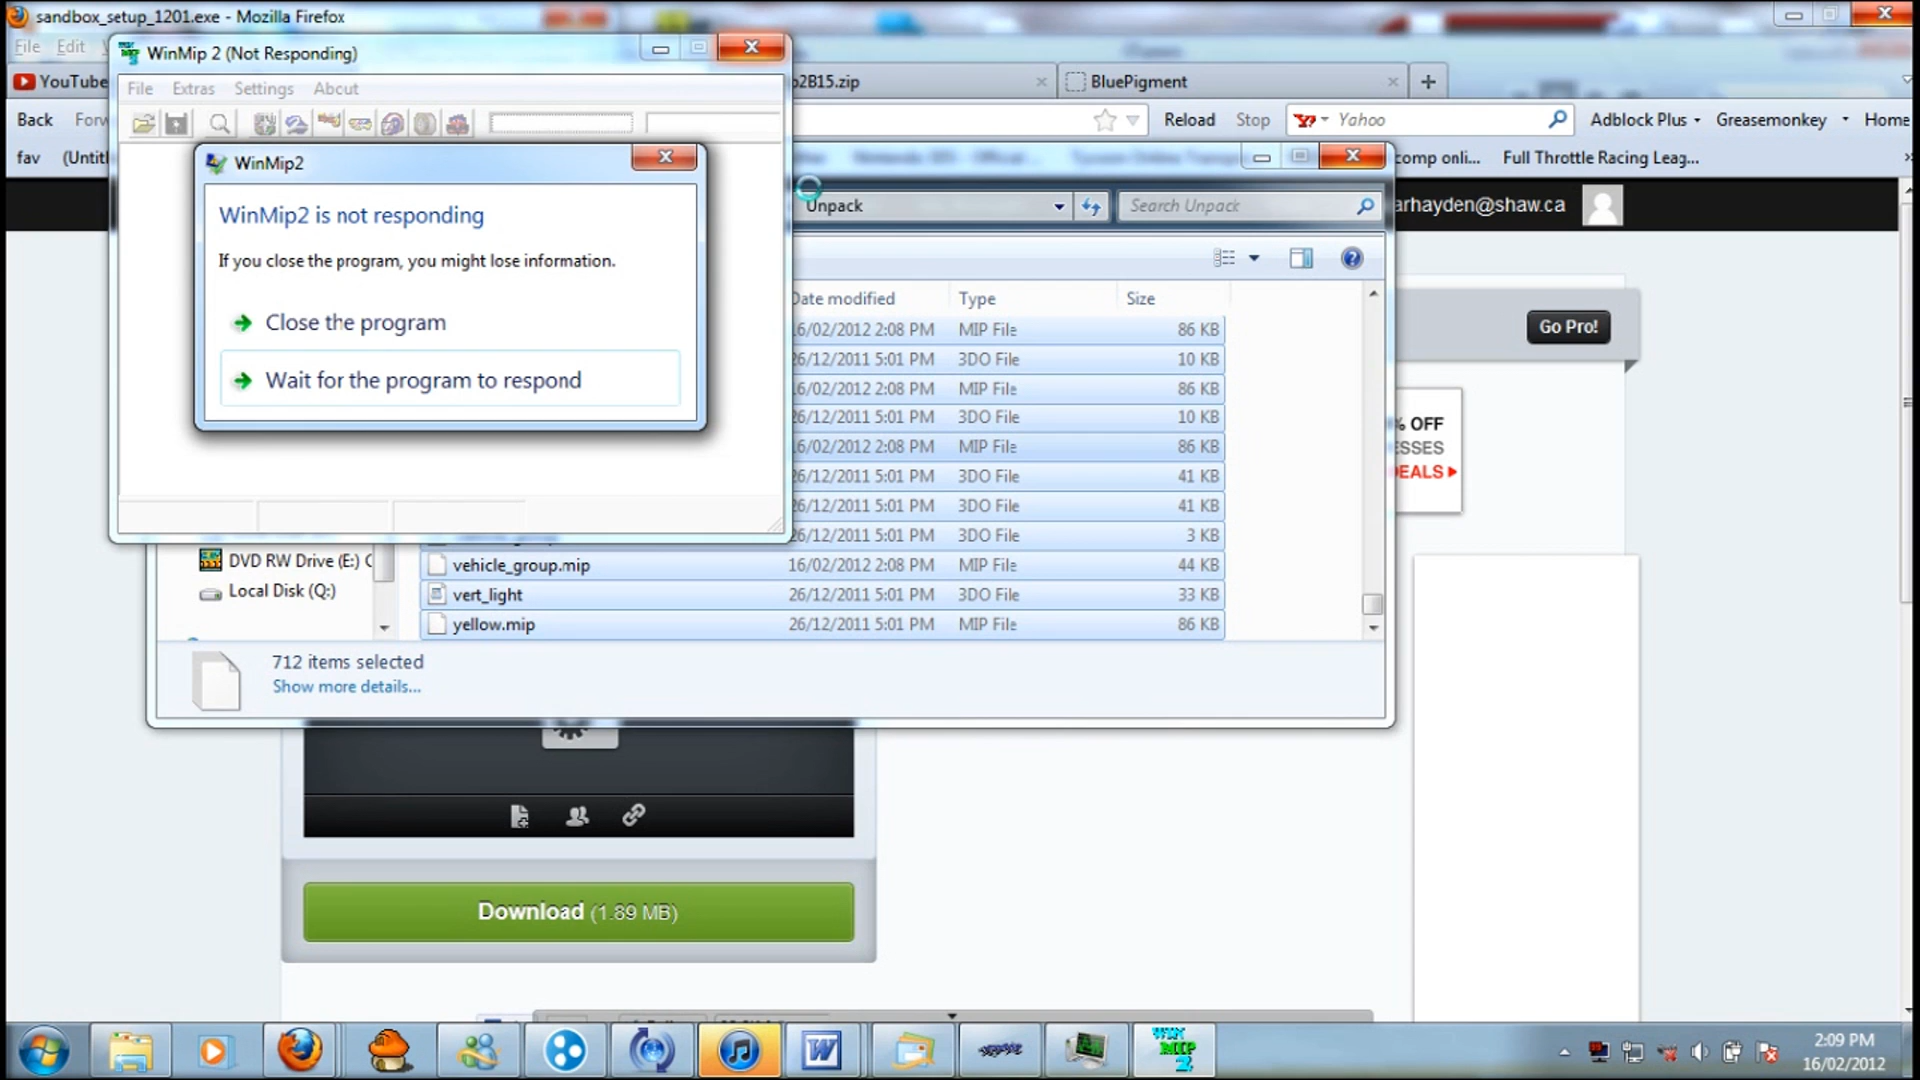 sandbox_setup_1201.exe - Mozilla Firefox
File Edit
WinMip 2 (Not Responding)
YouTube
2B15.zip
BluePigment
File Extras Settings About
Back
Reload Stop
Yahoo
Adblock Plus
Greasemonkey
Home
fav
comp onli...
Full Throttle Racing Leag...
WinMip2
WinMip2 is not responding
If you close the program, you might lose information.
Close the program
Wait for the program to respond
Unpack
Search Unpack
arhayden@shaw.ca
Go Pro!
Date modified Type Size
16/02/2012 2:08 PM MIP File 86 KB
26/12/2011 5:01 PM 3DO File 10 KB
16/02/2012 2:08 PM MIP File 86 KB
26/12/2011 5:01 PM 3DO File 10 KB
16/02/2012 2:08 PM MIP File 86 KB
26/12/2011 5:01 PM 3DO File 41 KB
26/12/2011 5:01 PM 3DO File 41 KB
26/12/2011 5:01 PM 3DO File 3 KB
vehicle_group.mip 16/02/2012 2:08 PM MIP File 44 KB
vert_light 26/12/2011 5:01 PM 3DO File 33 KB
yellow.mip 26/12/2011 5:01 PM MIP File 86 KB
DVD RW Drive (E:) C
Local Disk (Q:)
% OFF
ESSES
DEALS
712 items selected
Show more details...
Download (1.89 MB)
WIN
MIP
2
2:09 PM
16/02/2012